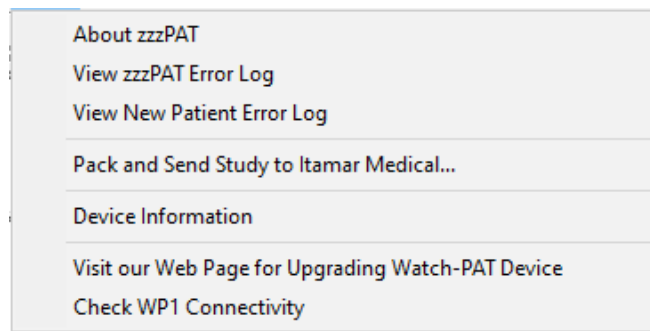 About zzzPAT
View zzzPAT Error Log
View New Patient Error Log
Pack and Send Study to Itamar Medical...
Device Information
Visit our Web Page for Upgrading Watch-PAT Device
Check WP1 Connectivity